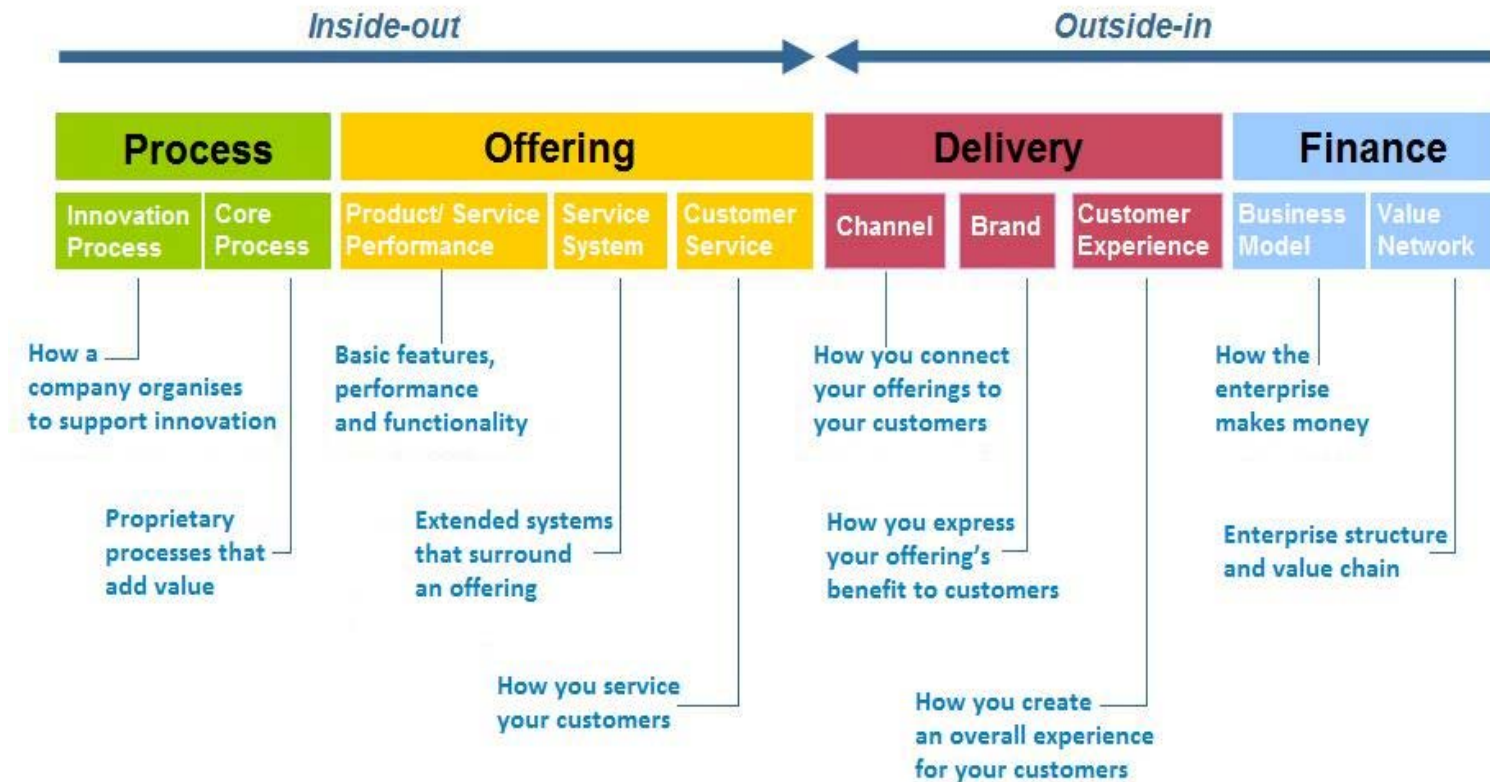 Inside-out
Outside-in
Process
Offering
Delivery
Finance
Innovation
Process
Core
Process
Product/ Service
Performance
Service
System
Customer
Service
Channel
Brand
Customer
Experience
Business
Model
Value
Network
How a
company organises
to support innovation
Basic features,
performance
and functionality
How you connect
your offerings to
your customers
How the
enterprise
makes money
Proprietary
processes that
add value
Extended systems
that surround
an offering
How you express
your offering's
benefit to customers
Enterprise structure
and value chain
How you service
your customers
How you create
an overall experience
for your customers